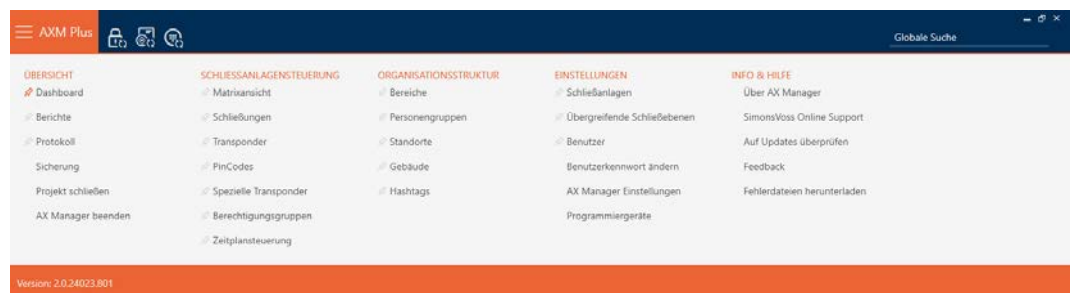 AXM Plus
Globale Suche
ÜBERSICHT
Dashboard
Berichte
Protokoll
Sicherung
Projekt schließen
AX Manager beenden
SCHLIESSANLAGENSTEUERUNG
Matrixansicht
Schließungen
Transponder
PinCodes
Spezielle Transponder
Berechtigungsgruppen
Zeitplansteuerung
ORGANISATIONSSTRUKTUR
Bereiche
Personengruppen
Standorte
Gebäude
Hashtags
EINSTELLUNGEN
Schließanlagen
Übergreifende Schließebenen
Benutzer
Benutzerkennwort ändern
AX Manager Einstellungen
Programmiergeräte
INFO & HILFE
Über AX Manager
SimonsVoss Online Support
Auf Updates überprüfen
Feedback
Fehlerdateien herunterladen
Version: 2.0.24023.801